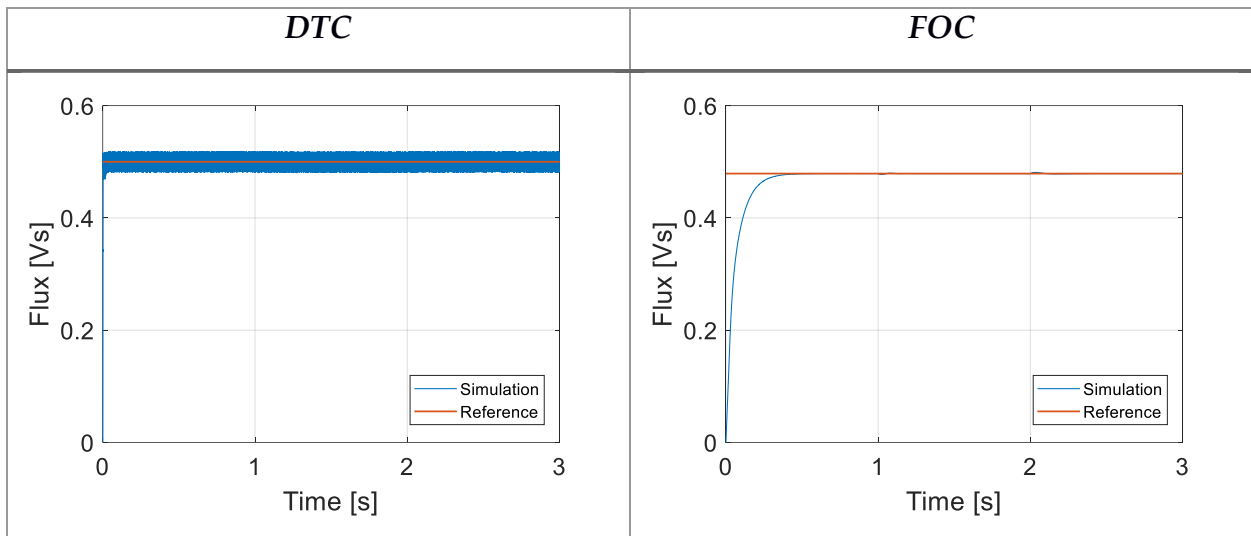 DTC
FOC
0.6
0.4
0.2
0
0
1
2
3
Flux [Vs]
Time [s]
Simulation
Reference
0.6
0.4
0.2
0
0
1
2
3
Flux [Vs]
Time [s]
Simulation
Reference